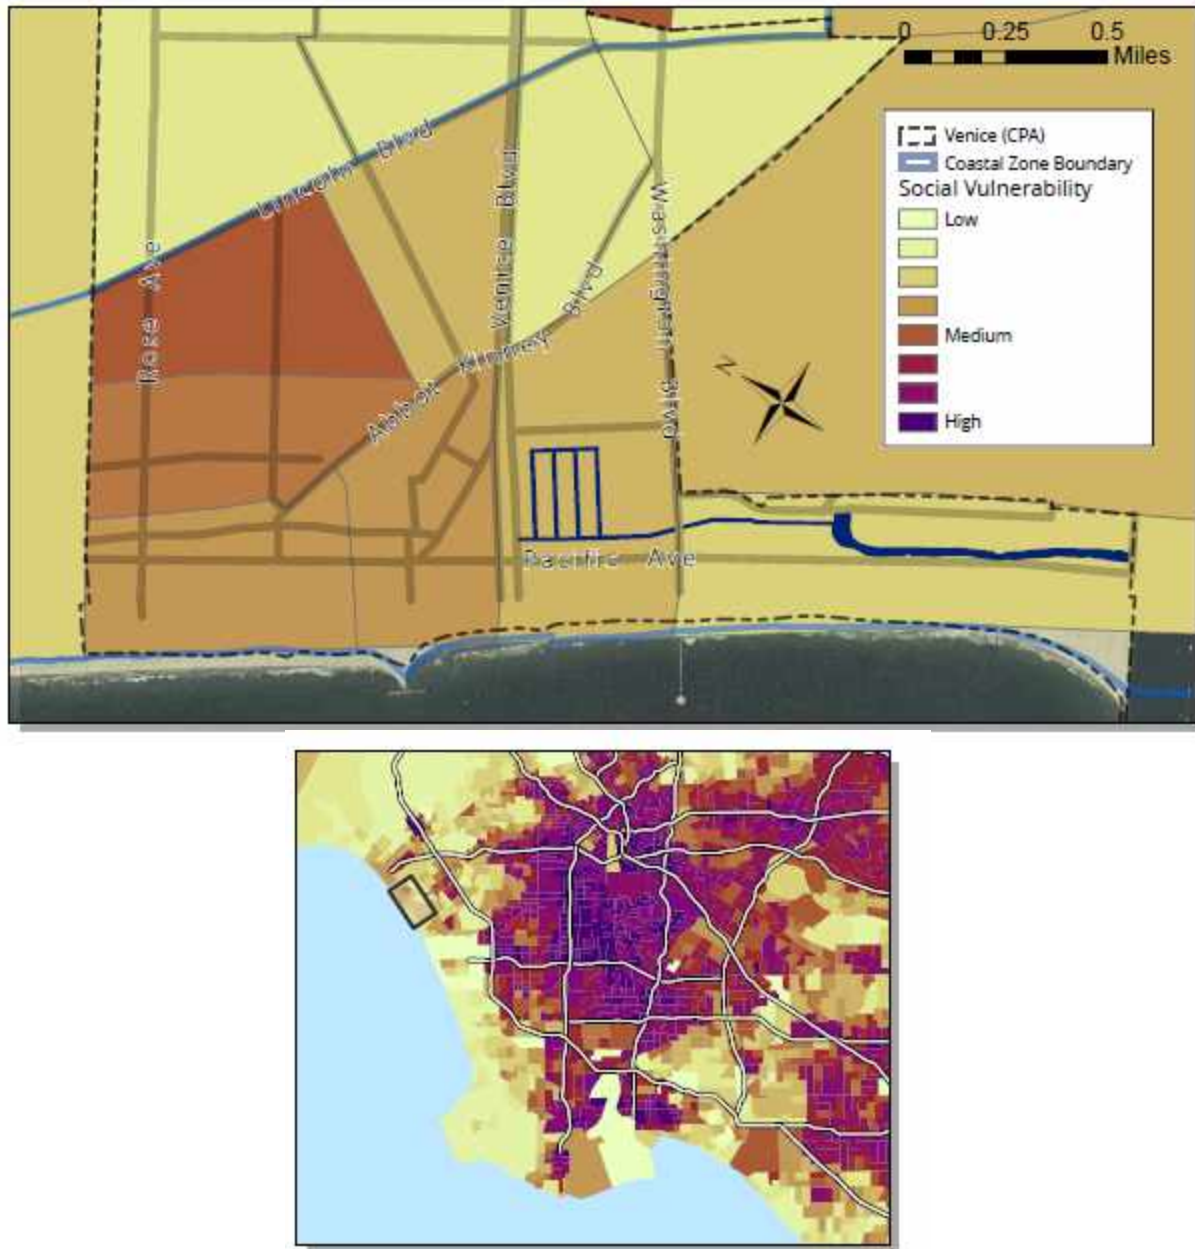 0 0.25 0.5
Miles
Venice (CPA)
Coastal Zone Boundary
Social Vulnerability
Low
Medium
High
Lincoln Blvd
Rose Ave
Venice Blvd
Washington Blvd
Abbot Kinney Blvd
N
Pacific Ave